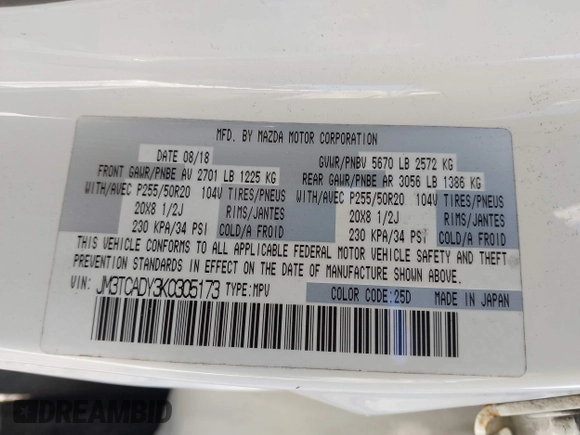 MFD. BY MAZDA MOTOR CORPORATION
DATE 08/18
GVWR/PNBV 5670 LB 2572 KG
FRONT GAWR/PNBE AV 2701 LB 1225 KG
REAR GAWR/PNBE AR 3056 LB 1386 KG
WITH/AVEC P255/50R20 104V TIRES/PNEUS
WITH/AVEC P255/50R20 104V TIRES/PNEUS
20X8 1/2J RIMS/JANTES
20X8 1/2J RIMS/JANTES
230 KPA/34 PSI COLD/A FROID
230 KPA/34 PSI COLD/A FROID
THIS VEHICLE CONFORMS TO ALL APPLICABLE FEDERAL MOTOR VEHICLE SAFETY AND THEFT
PREVENTION STANDARDS IN EFFECT ON THE DATE OF MANUFACTURE SHOWN ABOVE.
VIN: JM3TCADY3K0305173 TYPE:MPV
COLOR CODE:25D MADE IN JAPAN
DREAMBID